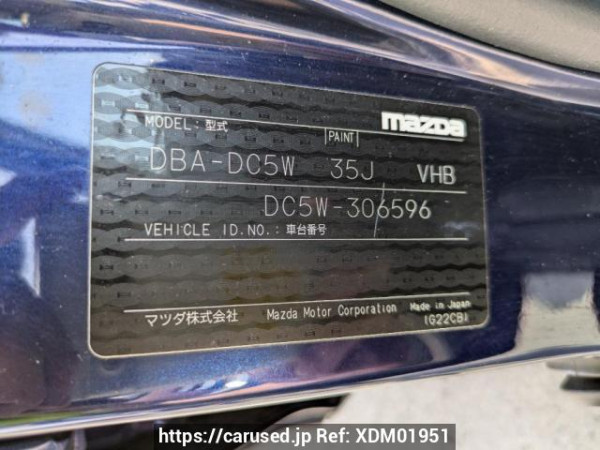 mazda
MODEL: 型式 PAINT
DBA-DC5W 35J VHB
DC5W-306596
VEHICLE ID.NO.: 車台番号
マツダ株式会社 Mazda Motor Corporation Made in Japan
(G22CB)
https://carused.jp Ref: XDM01951